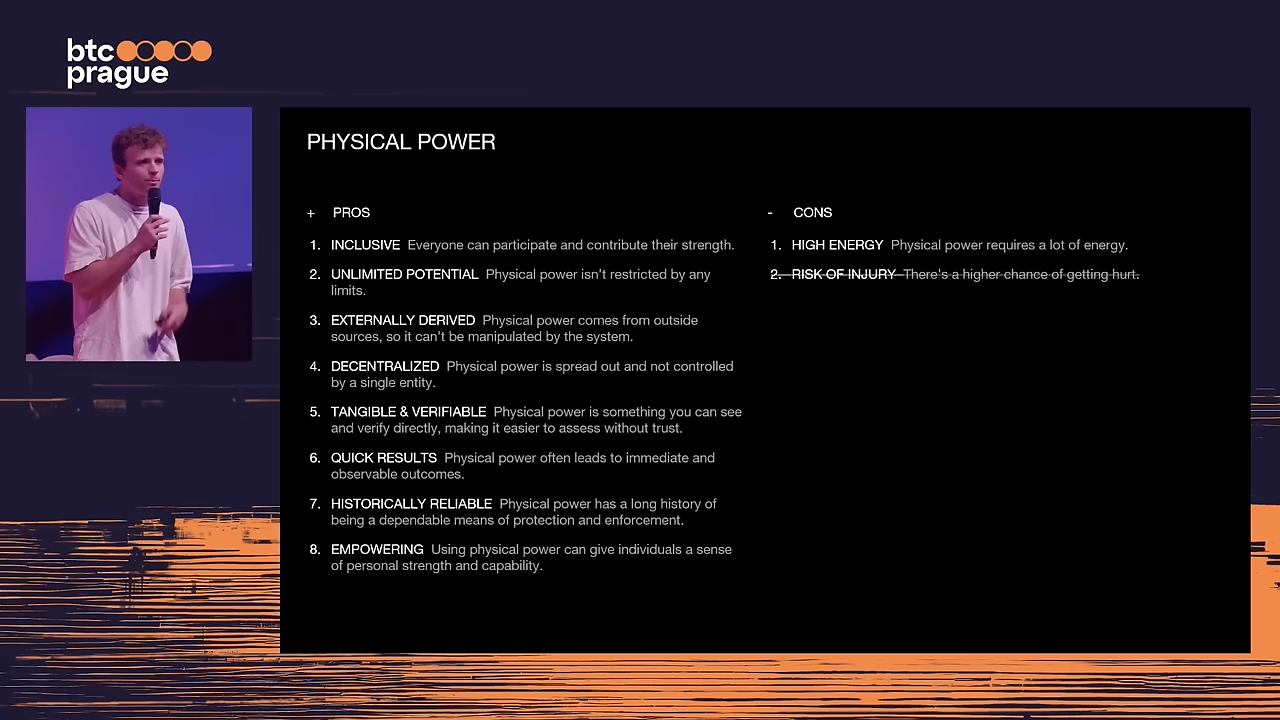 btc
prague
PHYSICAL POWER
+ PROS
1. INCLUSIVE Everyone can participate and contribute their strength.
2. UNLIMITED POTENTIAL Physical power isn't restricted by any
limits.
3. EXTERNALLY DERIVED Physical power comes from outside
sources, so it can't be manipulated by the system.
4. DECENTRALIZED Physical power is spread out and not controlled
by a single entity.
5. TANGIBLE & VERIFIABLE Physical power is something you can see
and verify directly, making it easier to assess without trust.
6. QUICK RESULTS Physical power often leads to immediate and
observable outcomes.
7. HISTORICALLY RELIABLE Physical power has a long history of
being a dependable means of protection and enforcement.
8. EMPOWERING Using physical power can give individuals a sense
of personal strength and capability.
- CONS
1. HIGH ENERGY Physical power requires a lot of energy.
2. RISK OF INJURY There's a higher chance of getting hurt.